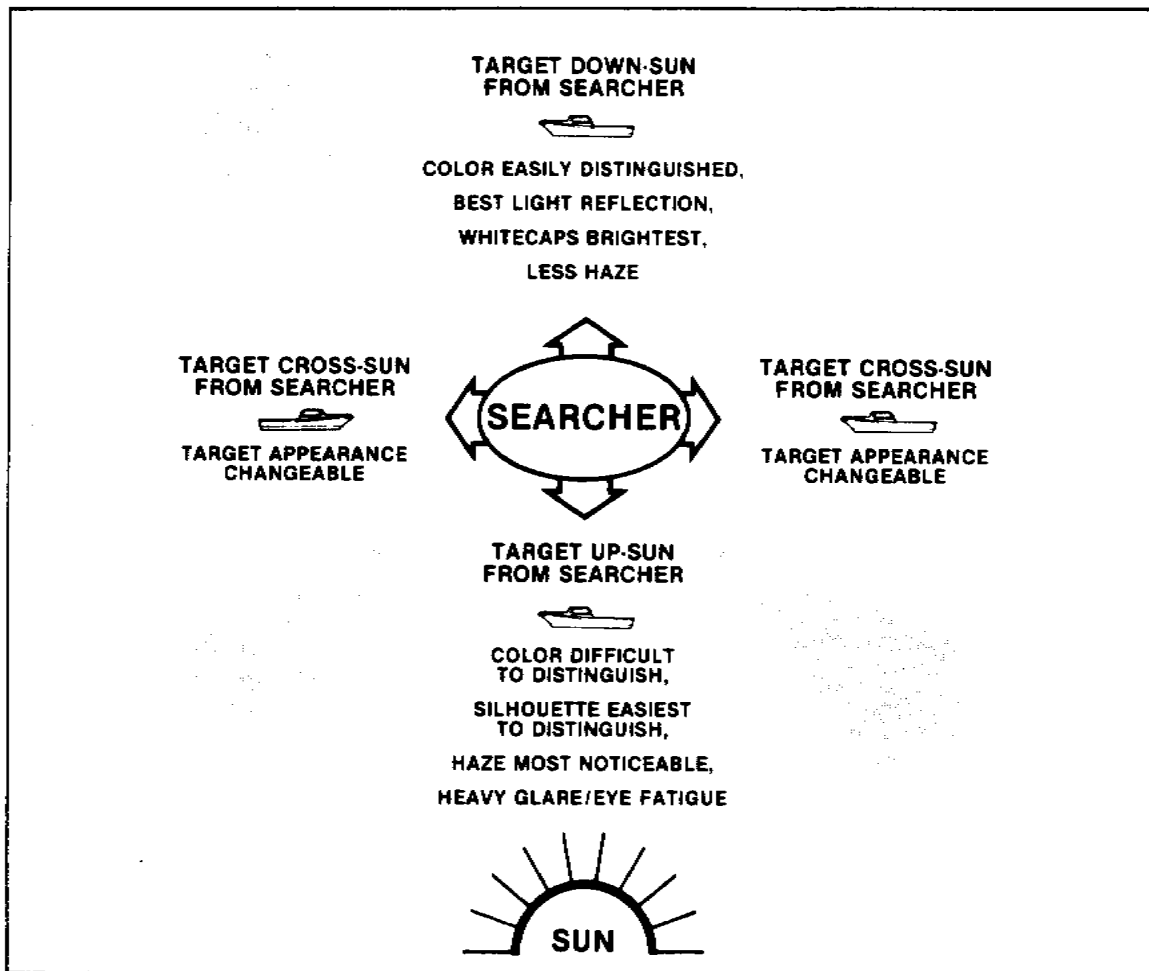 TARGET DOWN-SUN
FROM SEARCHER
COLOR EASILY DISTINGUISHED,
BEST LIGHT REFLECTION,
WHITECAPS BRIGHTEST,
LESS HAZE
TARGET CROSS-SUN
FROM SEARCHER
TARGET APPEARANCE
CHANGEABLE
SEARCHER
TARGET CROSS-SUN
FROM SEARCHER
TARGET APPEARANCE
CHANGEABLE
TARGET UP-SUN
FROM SEARCHER
COLOR DIFFICULT
TO DISTINGUISH,
SILHOUETTE EASIEST
TO DISTINGUISH,
HAZE MOST NOTICEABLE,
HEAVY GLARE/EYE FATIGUE
SUN